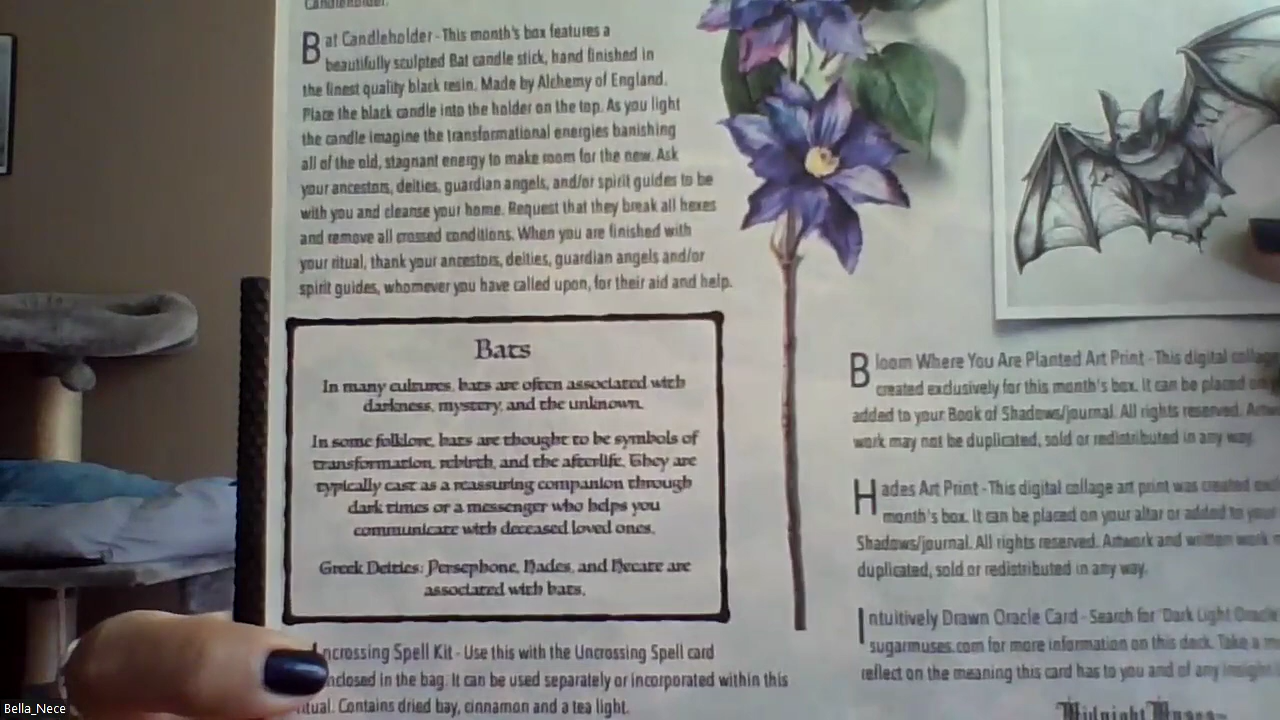 Candleholder.
Bat Candleholder - This month's box features a
beautifully sculpted Bat candle stick, hand finished in
the finest quality black resin. Made by Alchemy of England.
Place the black candle into the holder on the top. As you light
the candle imagine the transformational energies banishing
all of the old, stagnant energy to make room for the new. Ask
your ancestors, deities, guardian angels, and/or spirit guides to be
with you and cleanse your home. Request that they break all hexes
and remove all crossed conditions. When you are finished with
your ritual, thank your ancestors, deities, guardian angels and/or
spirit guides, whomever you have called upon, for their aid and help.
Bats
In many cultures, bats are often associated with
darkness, mystery, and the unknown.
In some folklore, bats are thought to be symbols of
transformation, rebirth, and the afterlife. They are
typically cast as a reassuring companion through
dark times or a messenger who helps you
communicate with deceased loved ones.
Greek Deities: Persephone, Hades, and Hecate are
associated with bats.
ncrossing Spell Kit - Use this with the Uncrossing Spell card
nclosed in the bag. It can be used separately or incorporated within this
ritual. Contains dried bay, cinnamon and a tea light.
Bloom Where You Are Planted Art Print - This digital collage
created exclusively for this month's box. It can be placed on
added to your Book of Shadows/journal. All rights reserved.
work may not be duplicated, sold or redistributed in any way.
Hades Art Print - This digital collage art print was created
month's box. It can be placed on your altar or added to your
Shadows/journal. All rights reserved. Artwork and written work
duplicated, sold or redistributed in any way.
Intuitively Drawn Oracle Card - Search for "Dark Light Oracle
sugarmuses.com for more information on this deck. Take a
reflect on the meaning this card has to you and of any insight
Bella_Nece